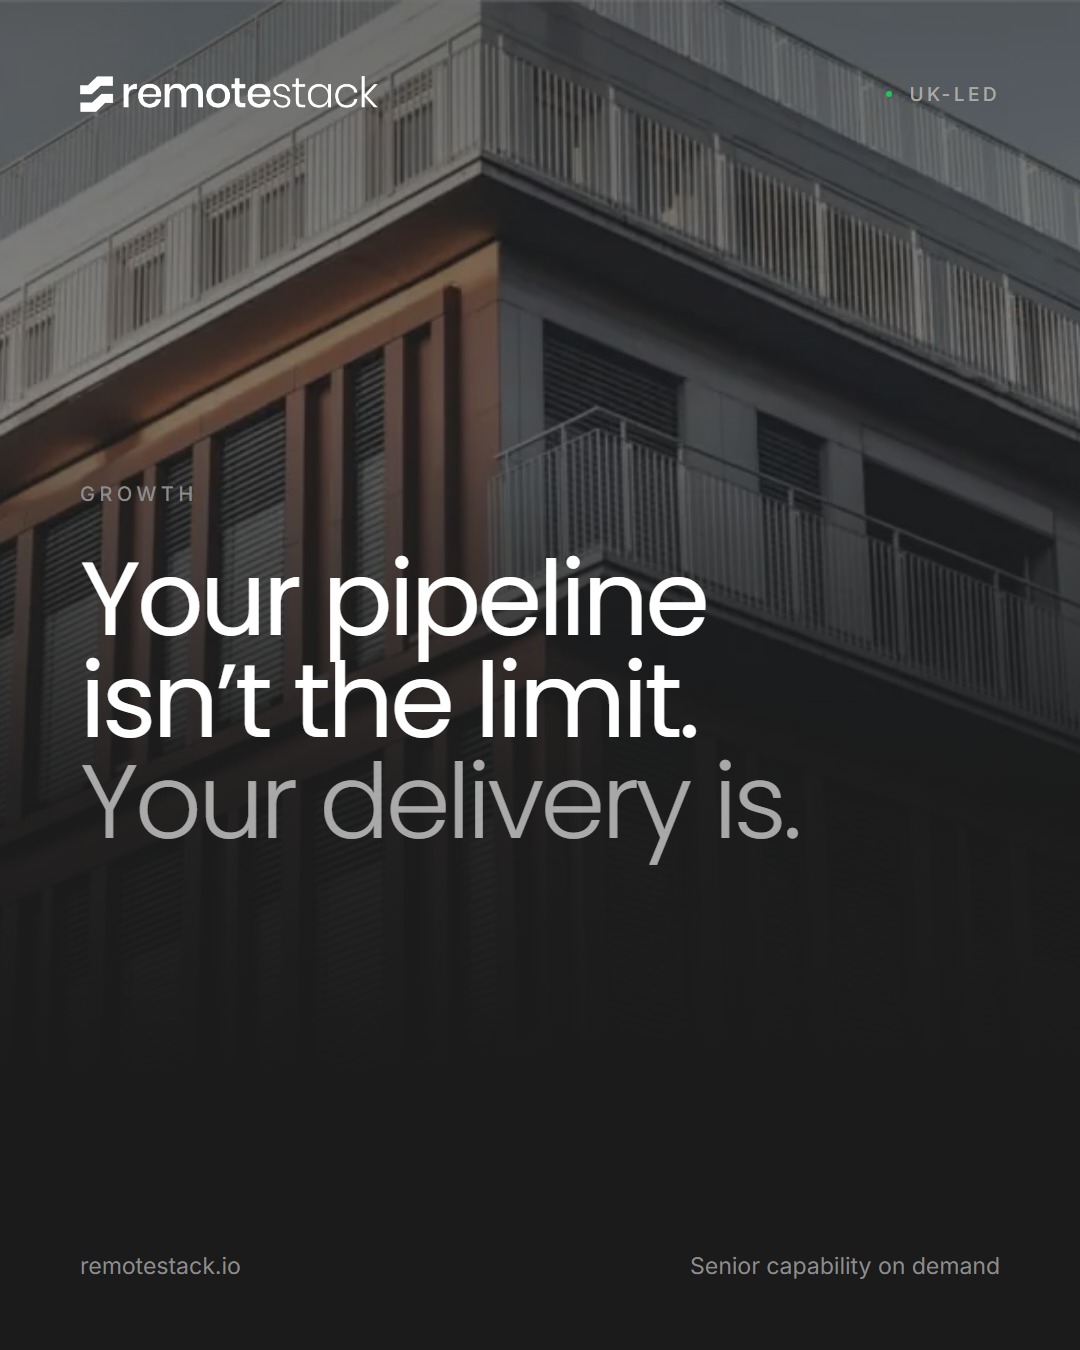 remotestack
UK-LED
GROWTH
Your pipeline
isn’t the limit.
Your delivery is.
remotestack.io
Senior capability on demand